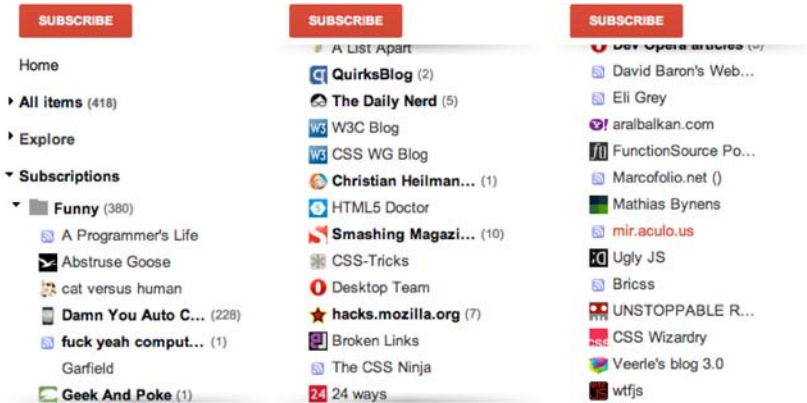 SUBSCRIBE
Home
All items (418)
Explore
Subscriptions
Funny (380)
A Programmer's Life
Abstruse Goose
cat versus human
Damn You Auto C... (228)
fuck yeah comput... (1)
Garfield
Geek And Poke (1)
SUBSCRIBE
A List Apart
QuirksBlog (2)
The Daily Nerd (5)
W3C Blog
CSS WG Blog
Christian Heilman... (1)
HTML5 Doctor
Smashing Magazi... (10)
CSS-Tricks
Desktop Team
hacks.mozilla.org (7)
Broken Links
The CSS Ninja
24 ways
SUBSCRIBE
Dev Opera articles
David Baron's Web...
Eli Grey
aralbalkan.com
FunctionSource Po...
Marcofolio.net ()
Mathias Bynens
mir.aculo.us
Ugly JS
Bricss
UNSTOPPABLE R...
CSS Wizardry
Veerle's blog 3.0
wtfjs